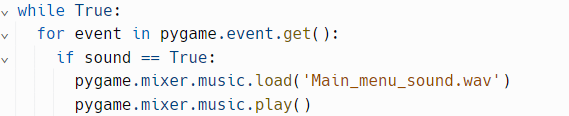 while True:
  for event in pygame.event.get():
    if sound == True:
      pygame.mixer.music.load('Main_menu_sound.wav')
      pygame.mixer.music.play()